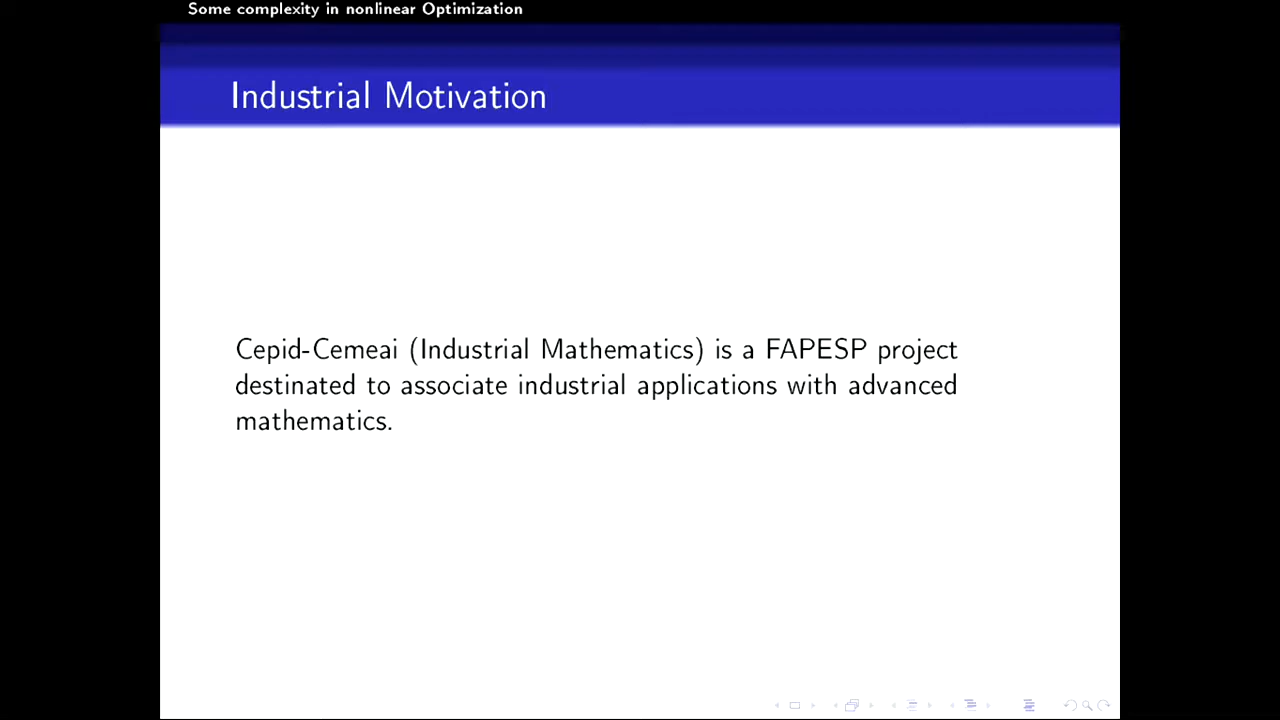 Some complexity in nonlinear Optimization
Industrial Motivation
Cepid-Cemeai (Industrial Mathematics) is a FAPESP project
destinated to associate industrial applications with advanced
mathematics.